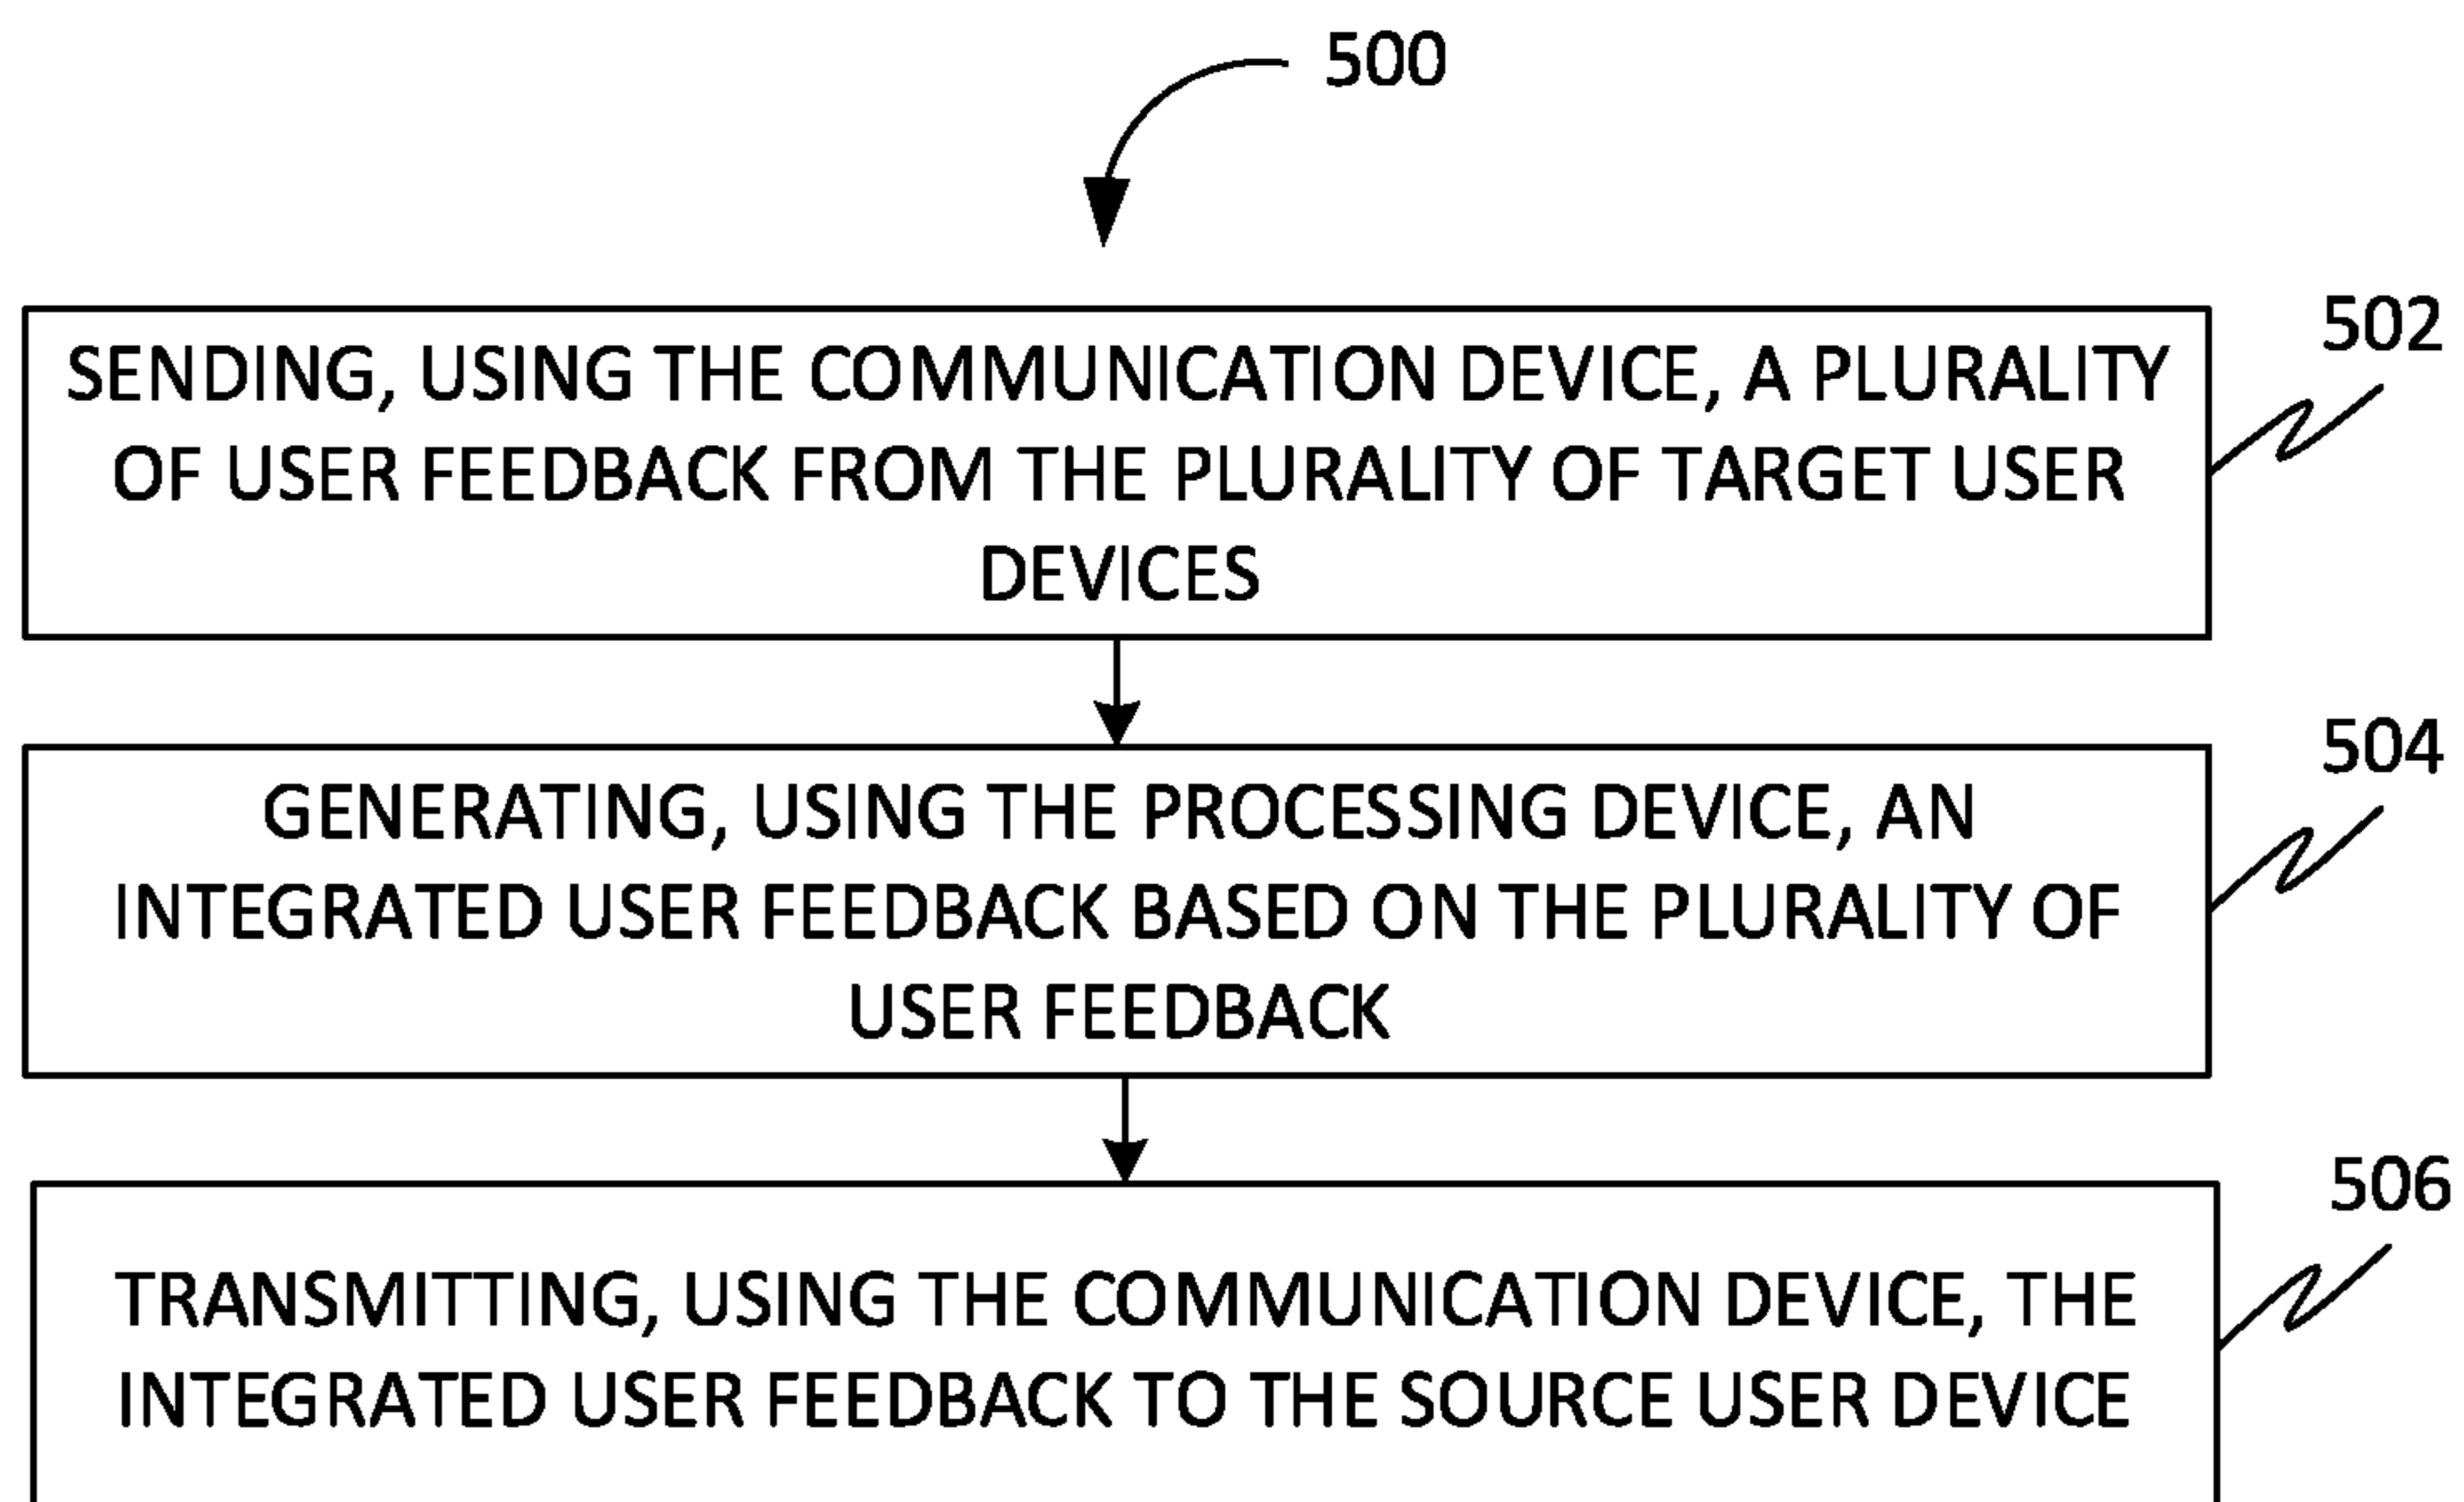 500
502
SENDING, USING THE COMMUNICATION DEVICE, A PLURALITY
OF USER FEEDBACK FROM THE PLURALITY OF TARGET USER
DEVICES
504
GENERATING, USING THE PROCESSING DEVICE, AN
INTEGRATED USER FEEDBACK BASED ON THE PLURALITY OF
USER FEEDBACK
506
TRANSMITTING, USING THE COMMUNICATION DEVICE, THE
INTEGRATED USER FEEDBACK TO THE SOURCE USER DEVICE